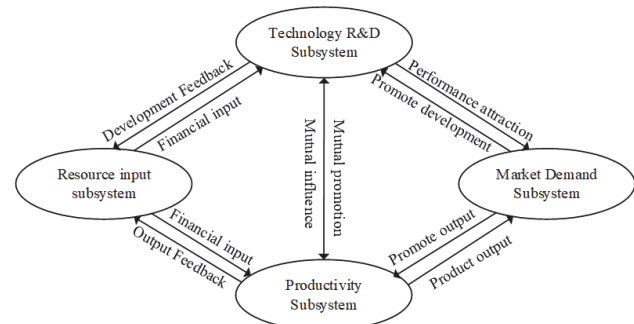 Technology R&D
Subsystem
Development Feedback
Financial input
Performance attraction
Promote development
Mutual influence
Mutual promotion
Resource input
subsystem
Market Demand
Subsystem
Financial input
Output Feedback
Promote output
Product output
Productivity
Subsystem